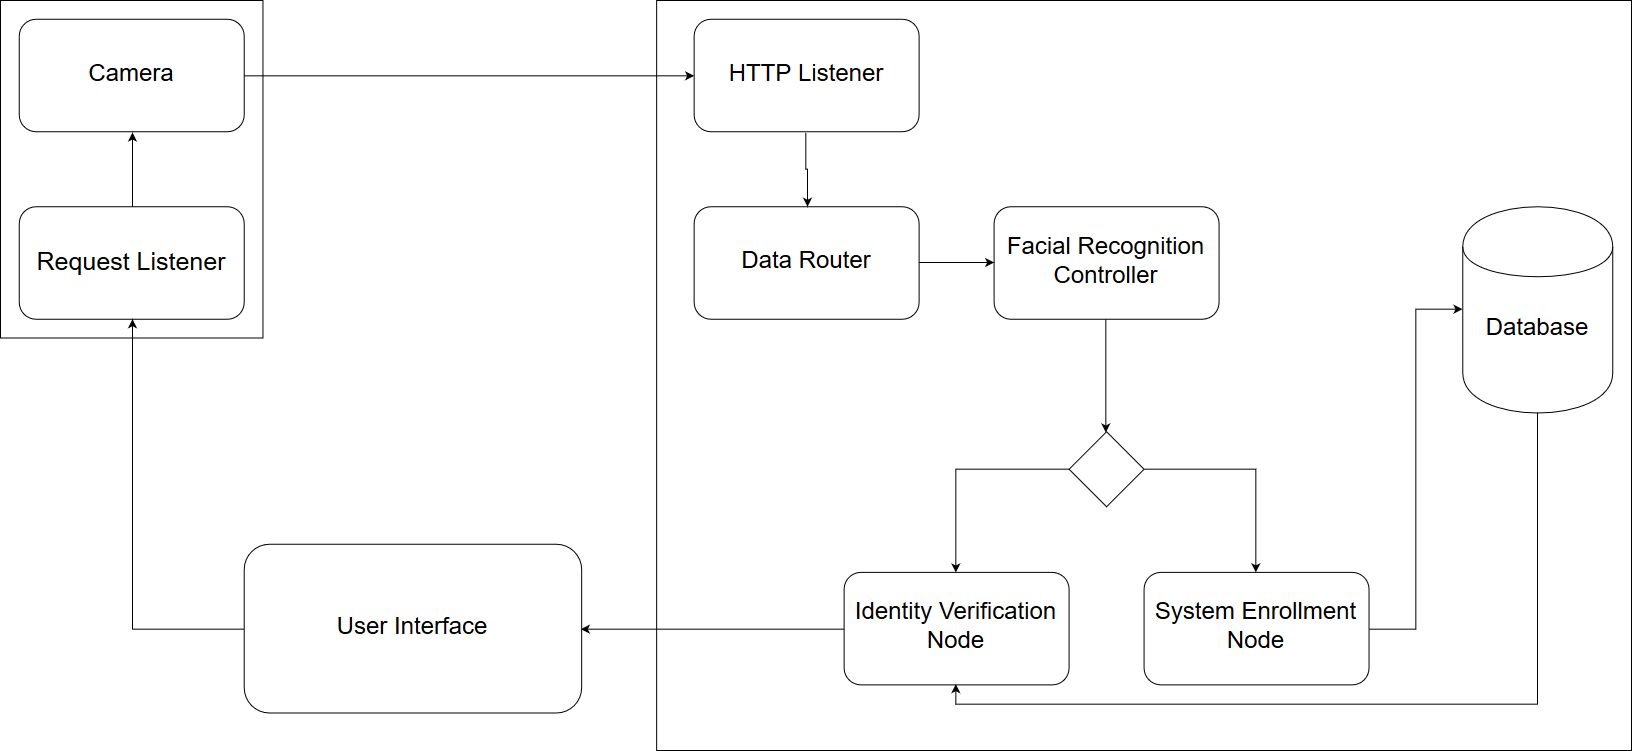 Camera
HTTP Listener
Request Listener
Data Router
Facial Recognition
Controller
Database
User Interface
Identity Verification
Node
System Enrollment
Node